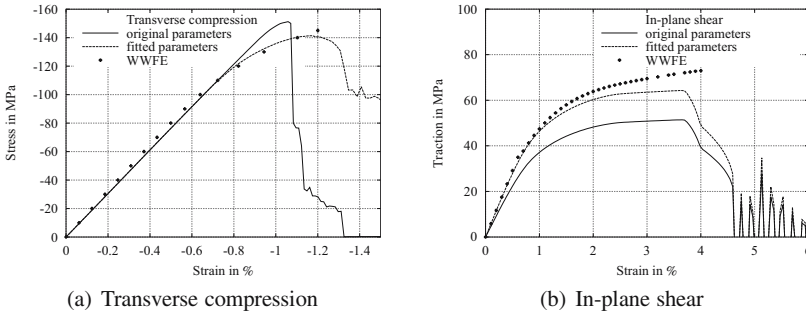 -160
-140
-120
-100
-80
-60
-40
-20
0
Stress in MPa
Transverse compression
original parameters
fitted parameters
WWFE
0
-0.2
-0.4
-0.6
-0.8
-1
-1.2
-1.4
Strain in %
(a) Transverse compression
100
80
60
40
20
0
Traction in MPa
In-plane shear
original parameters
fitted parameters
WWFE
0
1
2
3
4
5
6
Strain in %
(b) In-plane shear